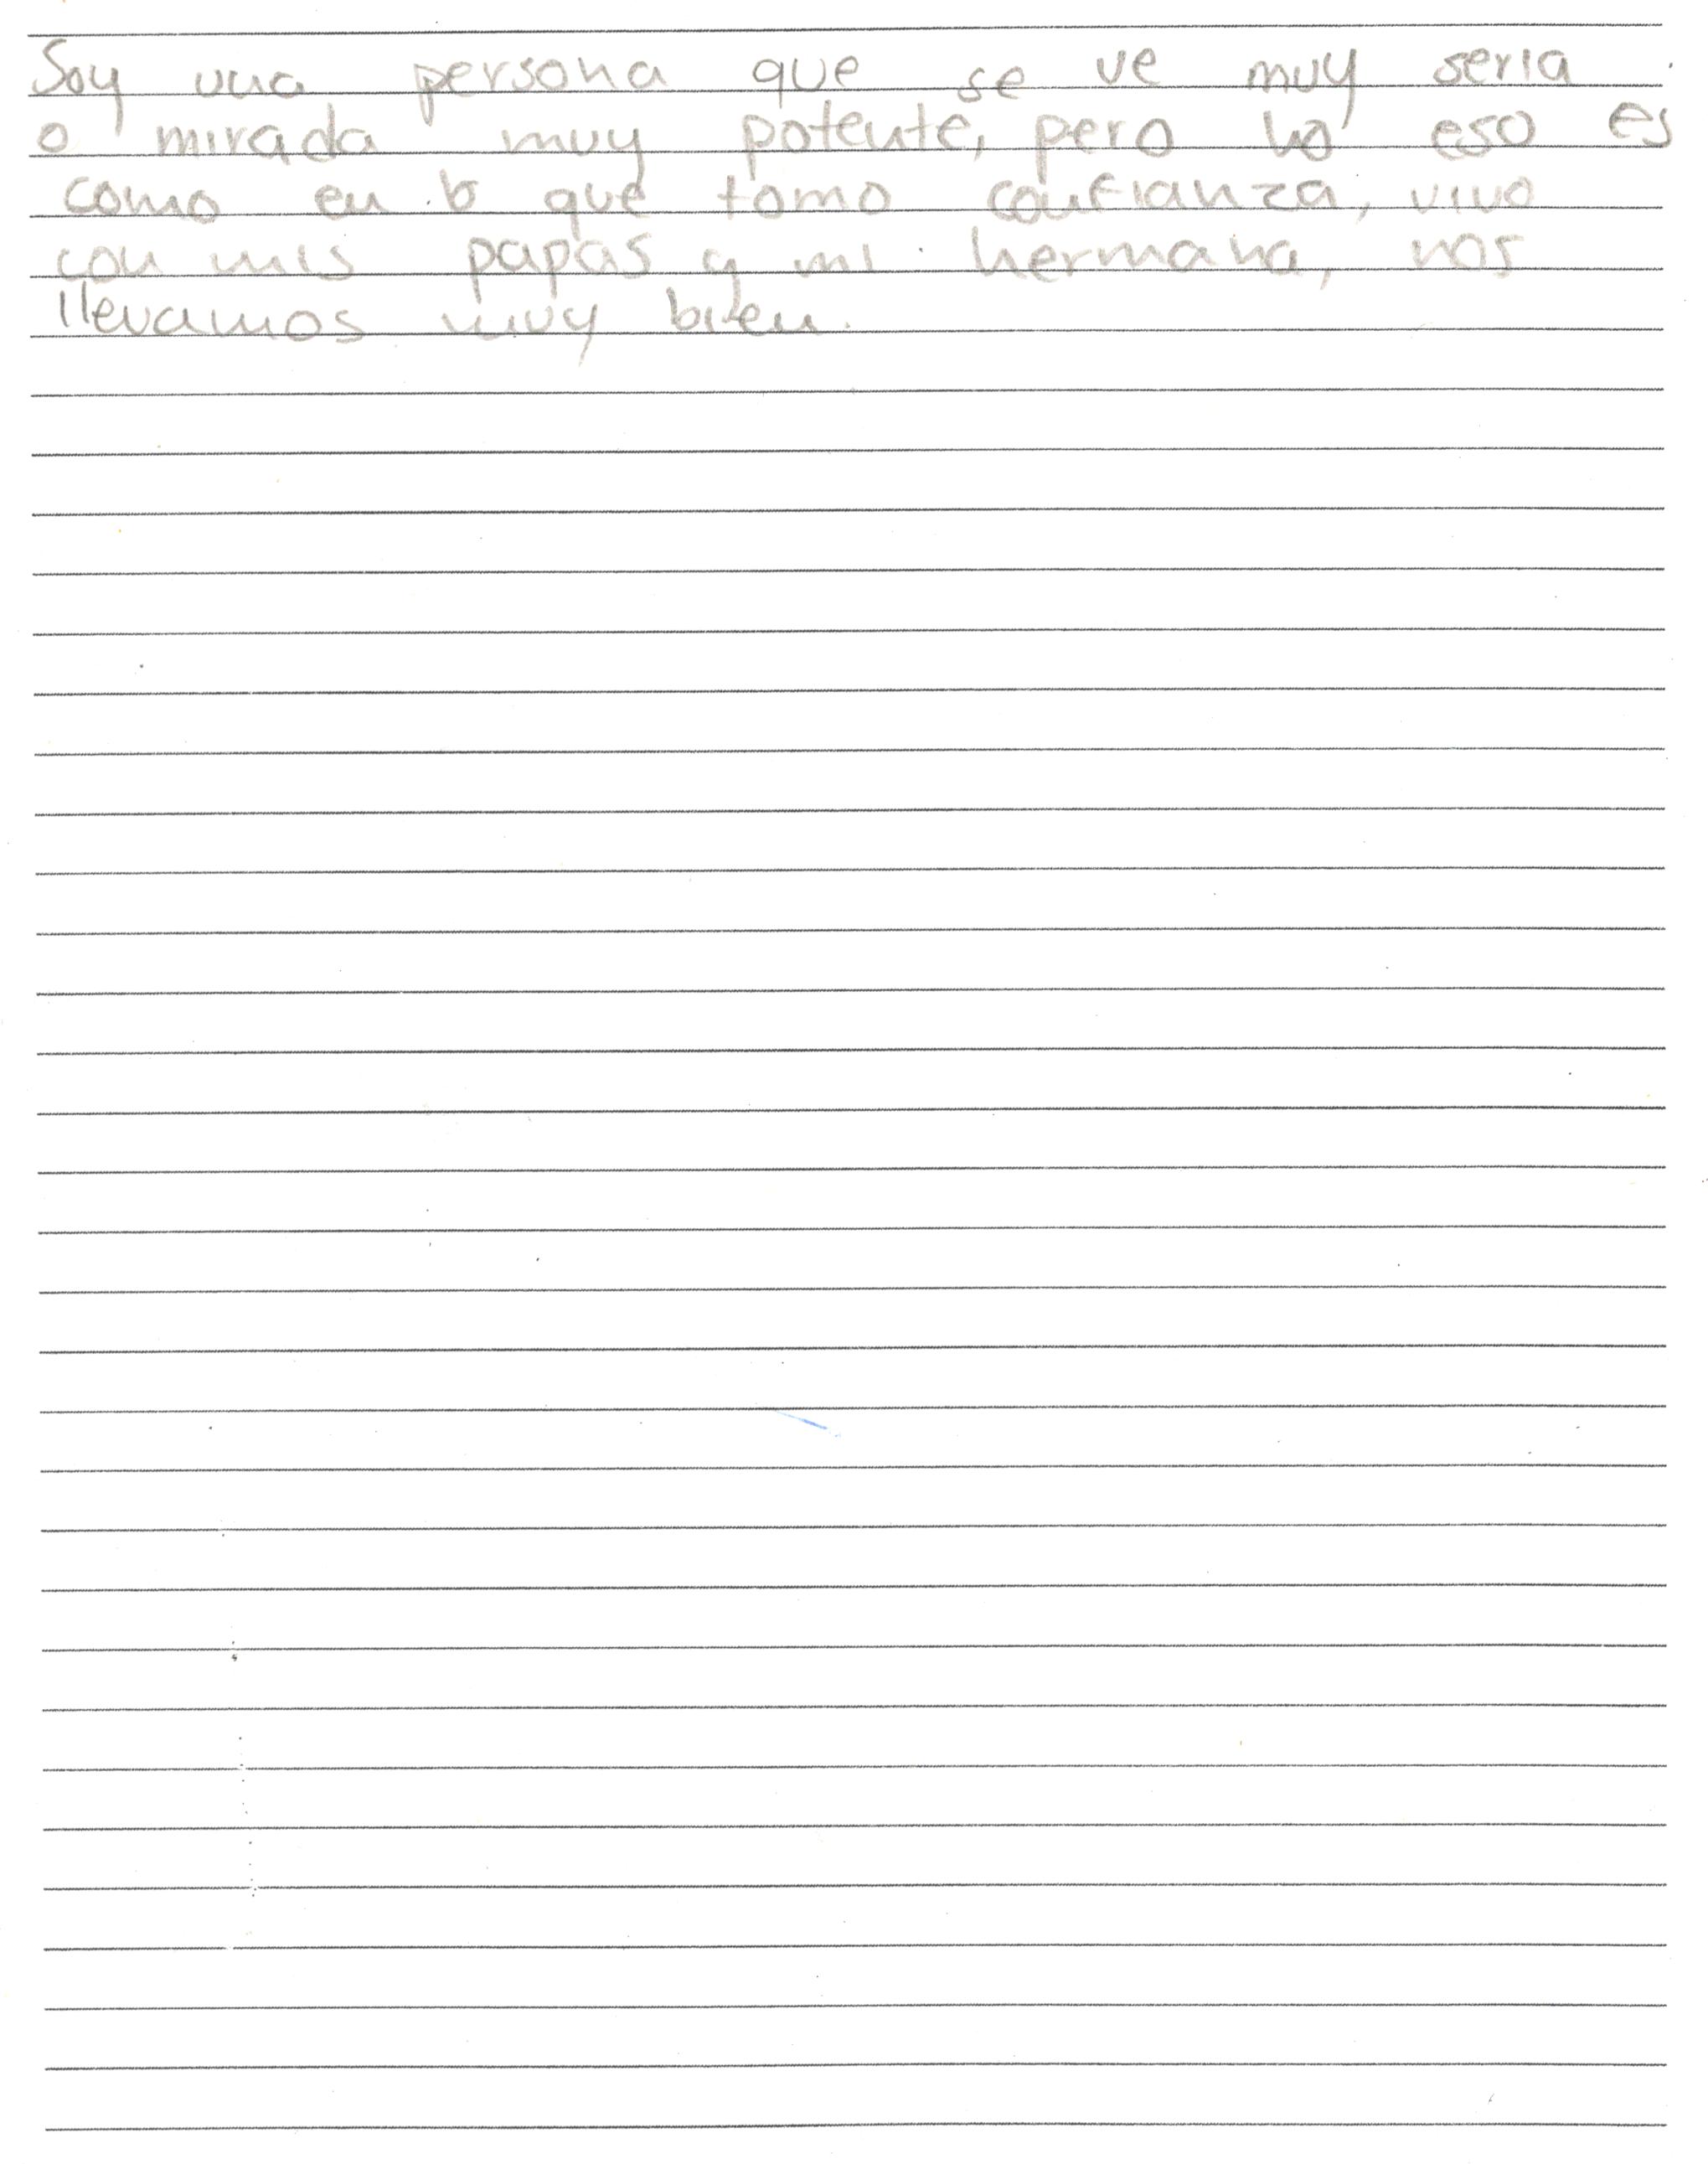 Soy una persona que se ve muy seria
o mirada muy potente, pero no eso es
como en lo que tomo confianza, vivo
con mis papas y mi hermana, nos
llevamos muy bien.